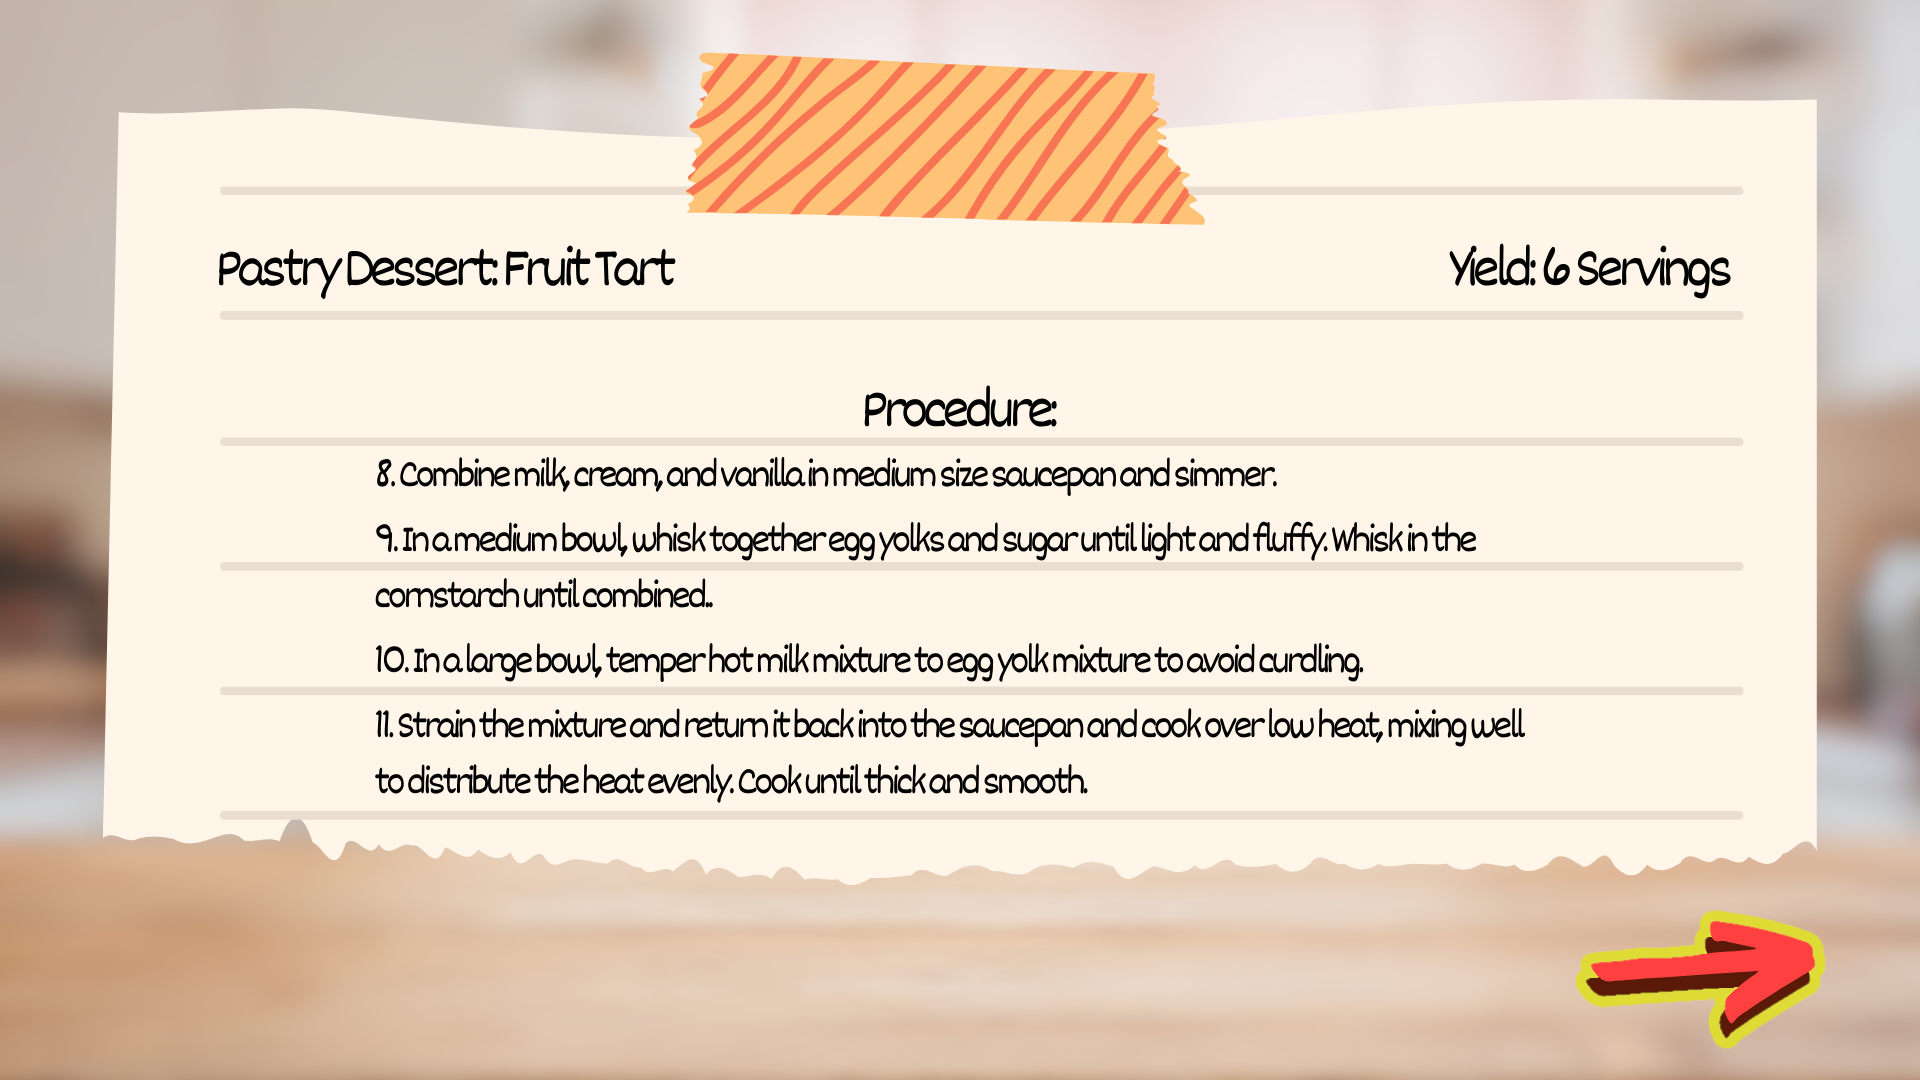 Pastry Dessert: Fruit Tart
Yield: 6 Servings
Procedure:
8. Combine milk, cream, and vanilla in medium size saucepan and simmer.
9. In a medium bowl, whisk together egg yolks and sugar until light and fluffy. Whisk in the
cornstarch until combined..
10. In a large bowl, temper hot milk mixture to egg yolk mixture to avoid curdling.
11. Strain the mixture and return it back into the saucepan and cook over low heat, mixing well
to distribute the heat evenly. Cook until thick and smooth.